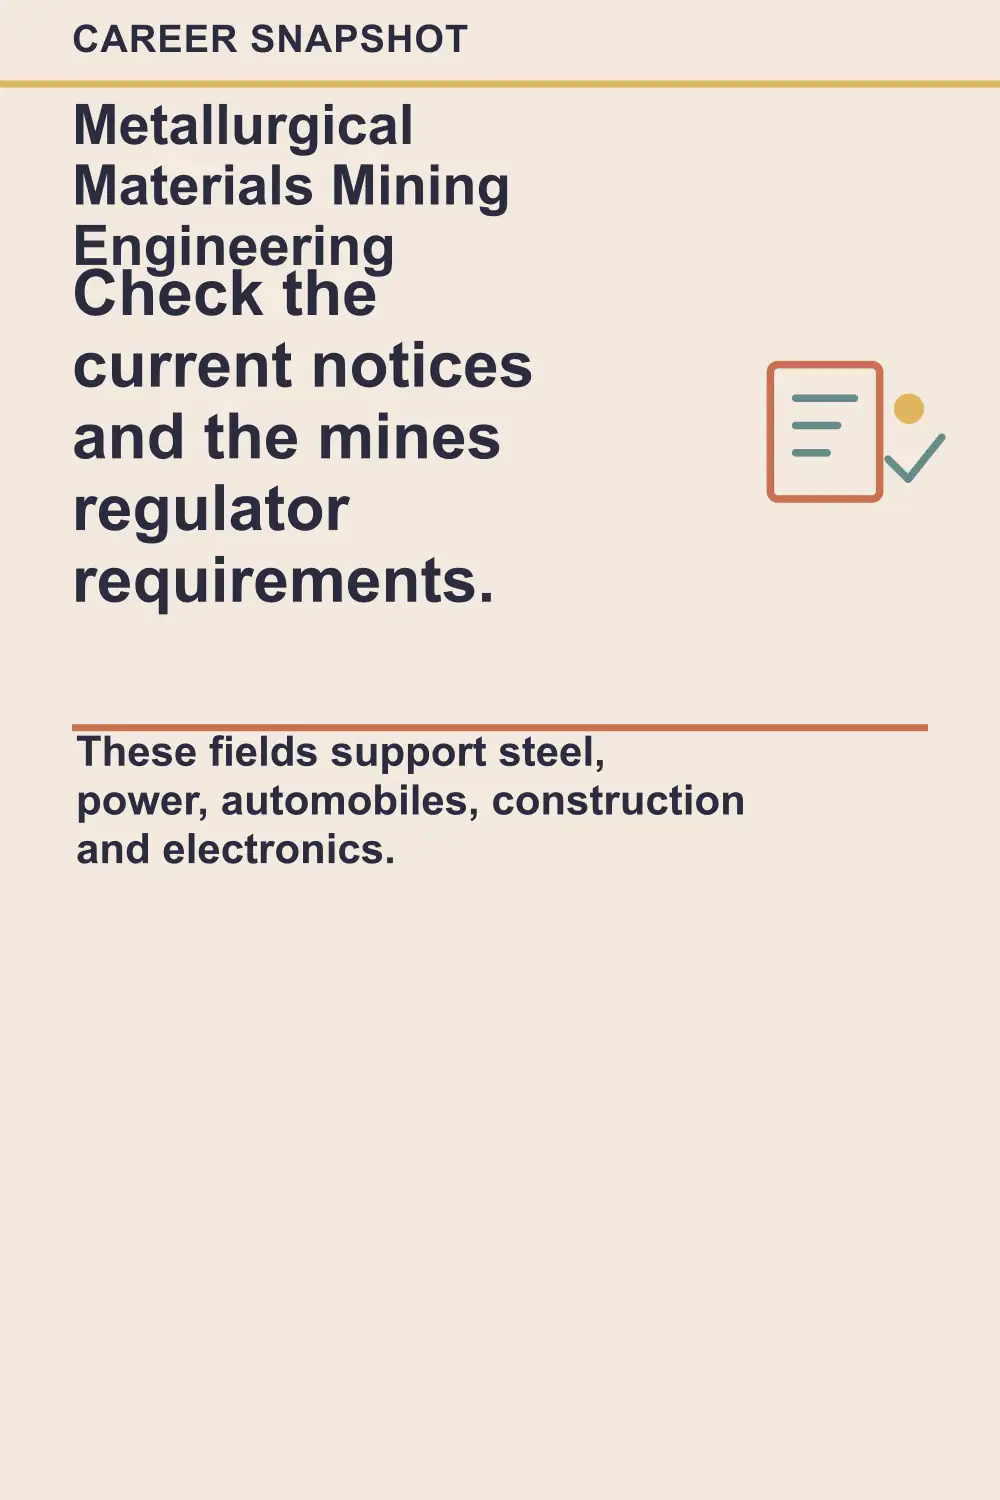 CAREER SNAPSHOT
Metallurgical
Materials Mining
Engineering
Check the
current notices
and the mines
regulator
requirements.
These fields support steel,
power, automobiles, construction
and electronics.